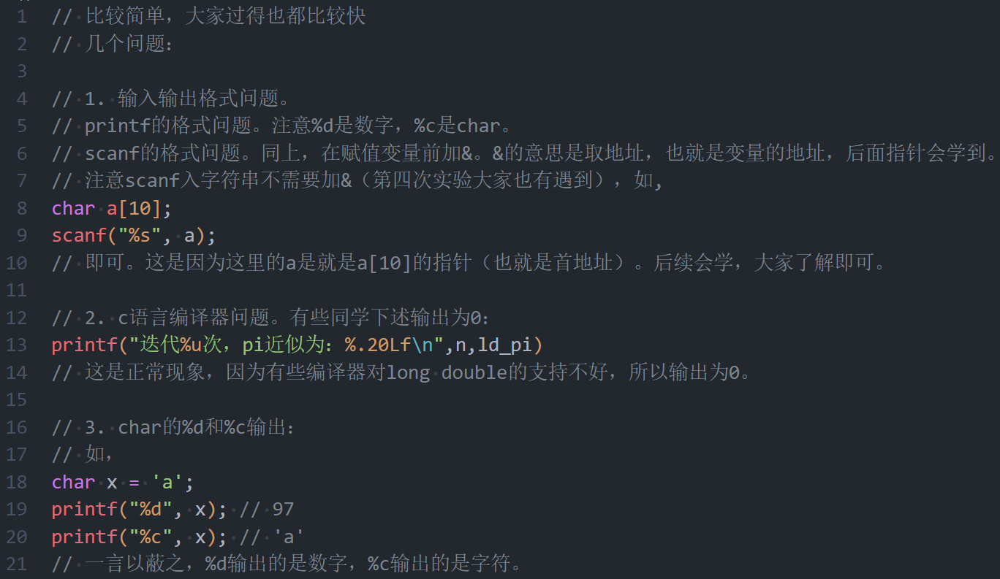 1 // 比较简单，大家过得也都比较快
2 // 几个问题：
3
4 // 1. 输入输出格式问题。
5 // printf的格式问题。注意%d是数字，%c是char。
6 // scanf的格式问题。同上，在赋值变量前加&。&的意思是取地址，也就是变量的地址，后面指针会学到。
7 // 注意scanf入字符串不需要加&（第四次实验大家也有遇到），如,
8 char a[10];
9 scanf("%s", a);
10 // 即可。这是因为这里的a是就是a[10]的指针（也就是首地址）。后续会学，大家了解即可。
11
12 // 2. c语言编译器问题。有些同学下述输出为0：
13 printf("迭代%u次，pi近似为：%.20Lf\n",n,ld_pi)
14 // 这是正常现象，因为有些编译器对long double的支持不好，所以输出为0。
15
16 // 3. char的%d和%c输出：
17 // 如，
18 char x = 'a';
19 printf("%d", x); // 97
20 printf("%c", x); // 'a'
21 // 一言以蔽之，%d输出的是数字，%c输出的是字符。